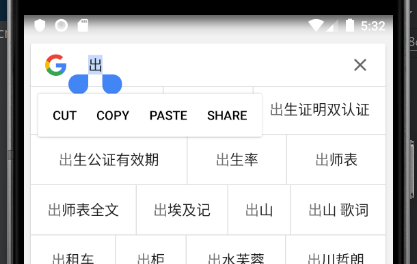 5:32
出
CUT COPY PASTE SHARE
出生证明双认证
出生公证有效期 出生率 出师表
出师表全文 出埃及记 出山 出山 歌词
出租车 出柜 出水芙蓉 出川哲朗